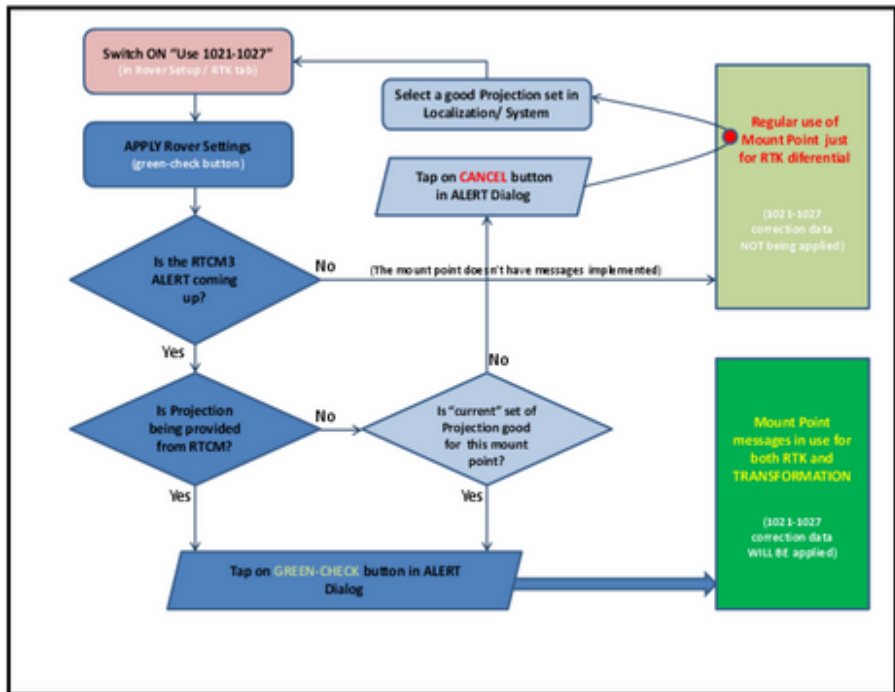 Switch ON "Use 1021-1027"
(in Rover Setup / RTK tab)
APPLY Rover Settings
(green-check button)
Is the RTCM3
ALERT coming
up?
No
(The mount point doesn't have messages implemented)
Yes
Is Projection
being provided
from RTCM?
No
Yes
Select a good Projection set in
Localization/ System
Tap on CANCEL button
in ALERT Dialog
No
Is "current" set of
Projection good
for this mount
point?
Yes
Tap on GREEN-CHECK button in ALERT
Dialog
Regular use of
Mount Point just
for RTK diferential
(1021-1027
correction data
NOT being applied)
Mount Point
messages in use for
both RTK and
TRANSFORMATION
(1021-1027
correction data
WILL BE applied)